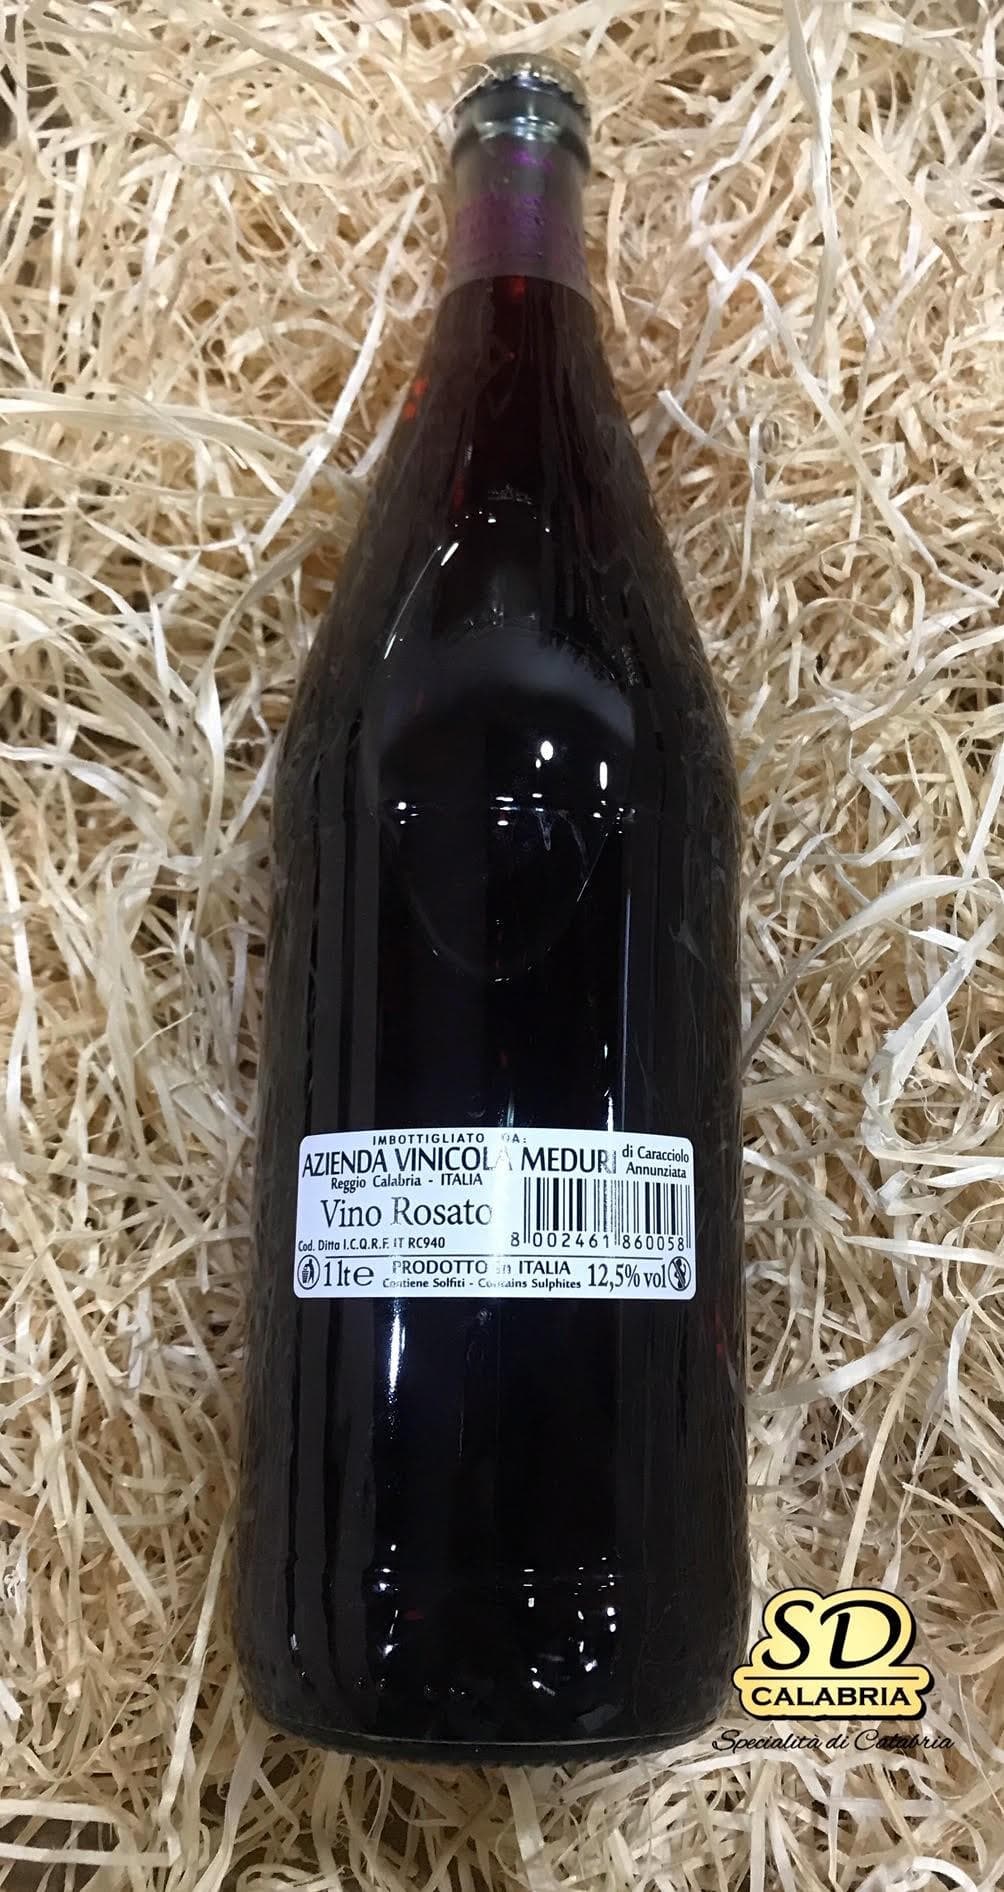 IMBOTTIGLIATO DA:
AZIENDA VINICOLA MEDURI di Caracciolo Annunziata
Reggio Calabria - ITALIA
Vino Rosato
Cod. Ditta I.C.Q.R.F. IT RC940
8 002461 860058
1 lt e PRODOTTO in ITALIA 12,5% vol
Contiene Solfiti - Contains Sulphites
SD
CALABRIA
Specialità di Calabria